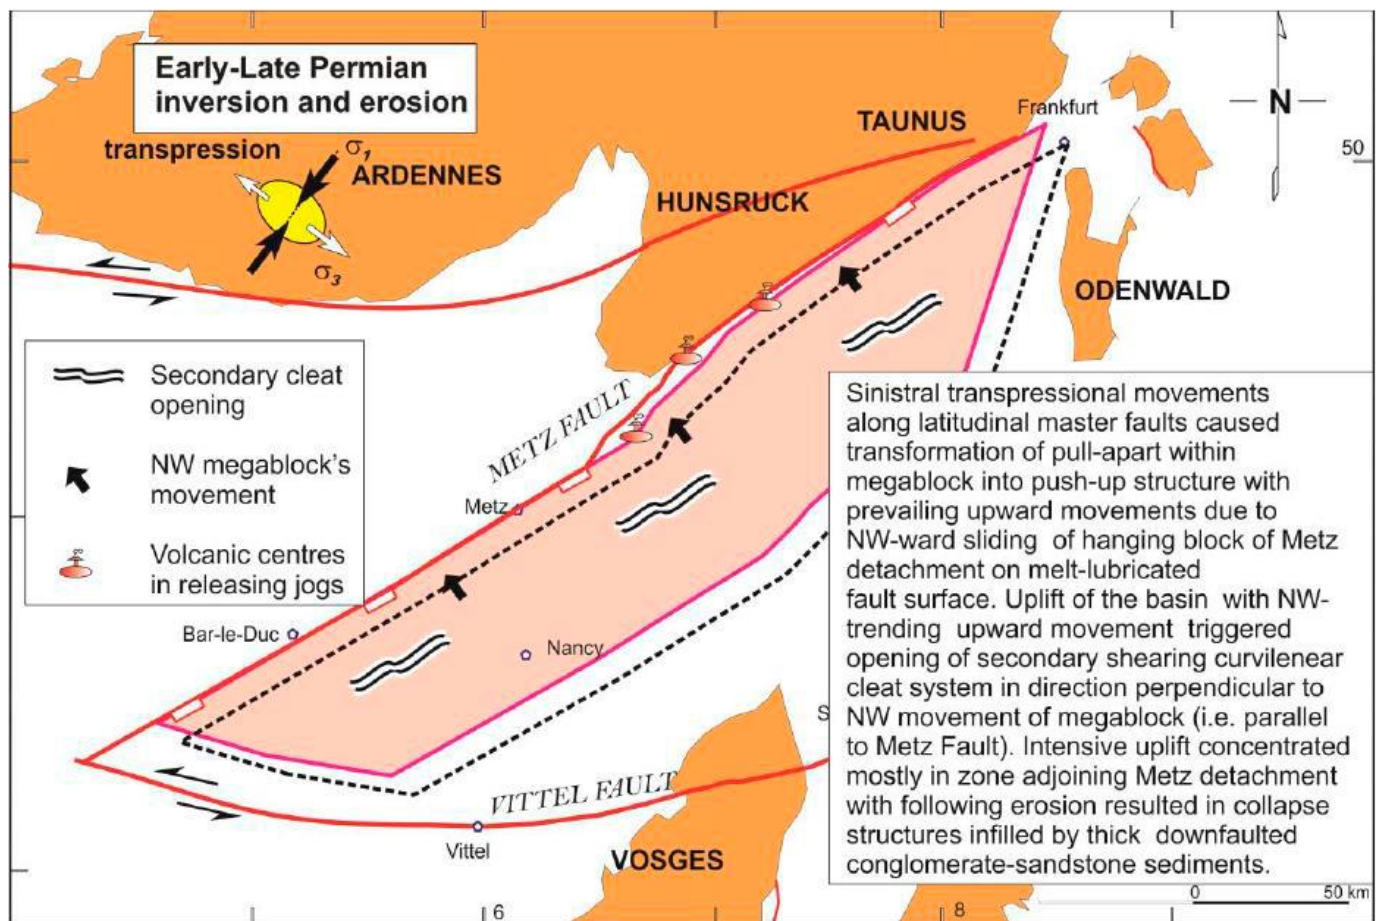 Early-Late Permian
inversion and erosion
transpression
σ1
ARDENNES
σ3
TAUNUS
Frankfurt
N
50
HUNSRUCK
ODENWALD
Secondary cleat
opening
NW megablock's
movement
Volcanic centres
in releasing jogs
METZ FAULT
Metz
Bar-le-Duc
Nancy
S
VITTEL FAULT
Vittel
VOSGES
Sinistral transpressional movements
along latitudinal master faults caused
transformation of pull-apart within
megablock into push-up structure with
prevailing upward movements due to
NW-ward sliding of hanging block of Metz
detachment on melt-lubricated
fault surface. Uplift of the basin with NW-
trending upward movement triggered
opening of secondary shearing curvilenear
cleat system in direction perpendicular to
NW movement of megablock (i.e. parallel
to Metz Fault). Intensive uplift concentrated
mostly in zone adjoining Metz detachment
with following erosion resulted in collapse
structures infilled by thick downfaulted
conglomerate-sandstone sediments.
0 50 km
6
8